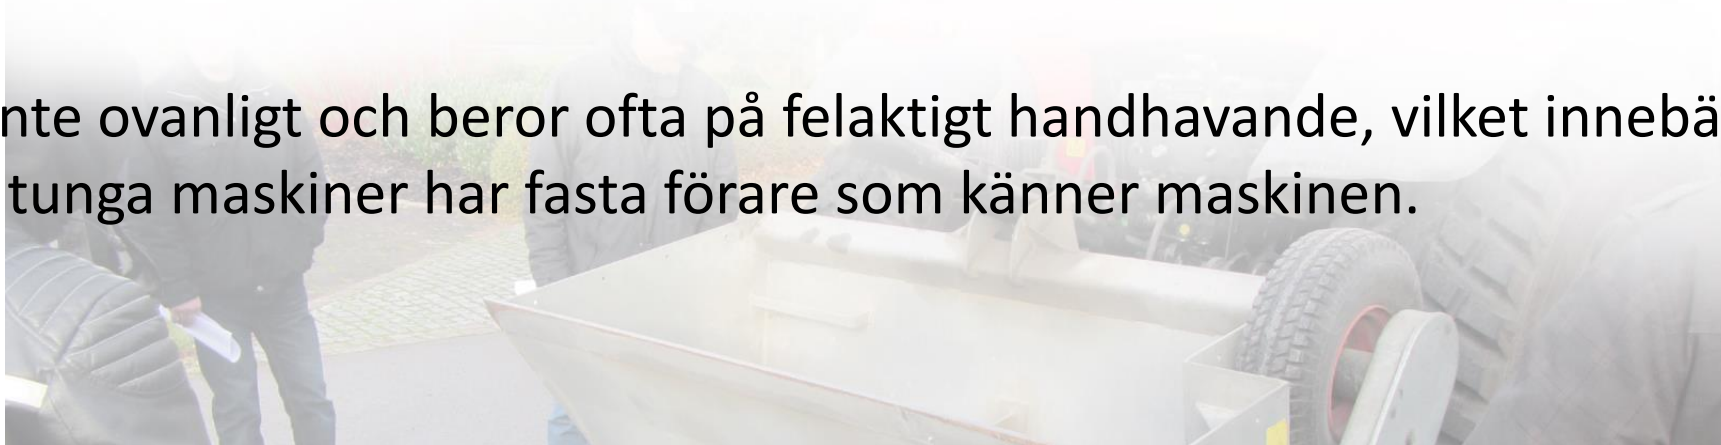 nte ovanligt och beror ofta på felaktigt handhavande, vilket innebä
tunga maskiner har fasta förare som känner maskinen.